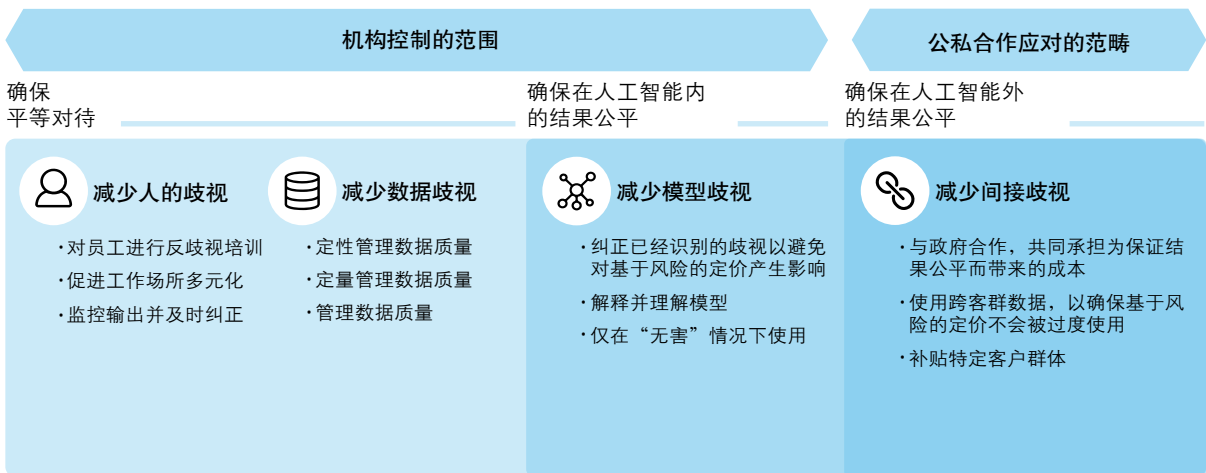 机构控制的范围
公私合作应对的范畴
确保
平等对待
确保在人工智能内
的结果公平
确保在人工智能外
的结果公平
减少人的歧视
·对员工进行反歧视培训
·促进工作场所多元化
·监控输出并及时纠正
减少数据歧视
·定性管理数据质量
·定量管理数据质量
·管理数据质量
减少模型歧视
·纠正已经识别的歧视以避免
对基于风险的定价产生影响
·解释并理解模型
·仅在“无害”情况下使用
减少间接歧视
·与政府合作，共同承担为保证结
果公平而带来的成本
·使用跨客群数据，以确保基于风
险的定价不会被过度使用
·补贴特定客户群体